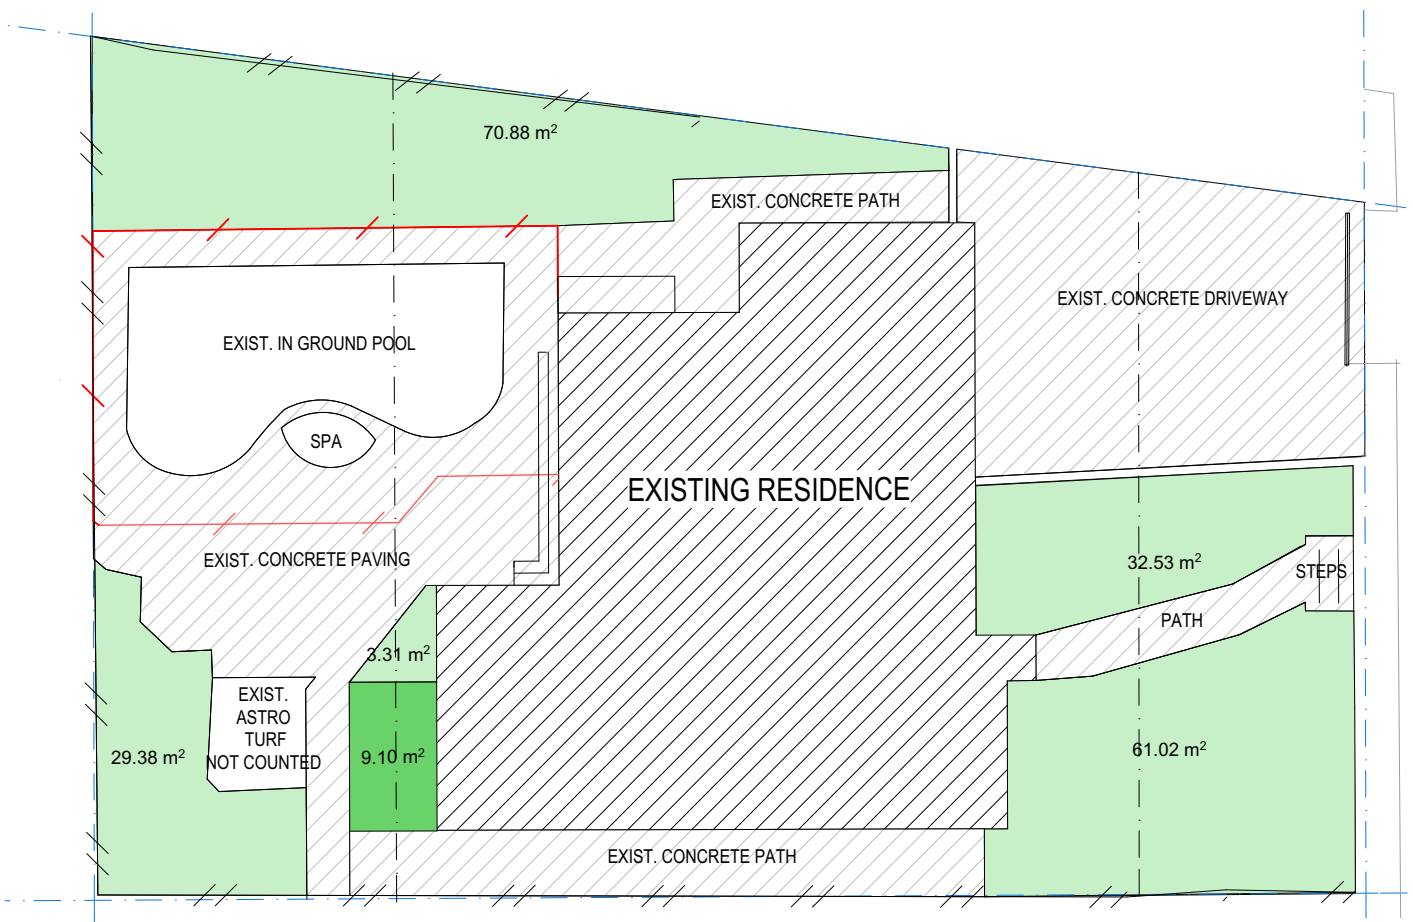 70.88 m²
EXIST. CONCRETE PATH
EXIST. CONCRETE DRIVEWAY
EXIST. IN GROUND POOL
SPA
EXISTING RESIDENCE
EXIST. CONCRETE PAVING
32.53 m²
STEPS
PATH
3.31 m²
EXIST.
ASTRO
TURF
NOT COUNTED
29.38 m²
9.10 m²
61.02 m²
EXIST. CONCRETE PATH